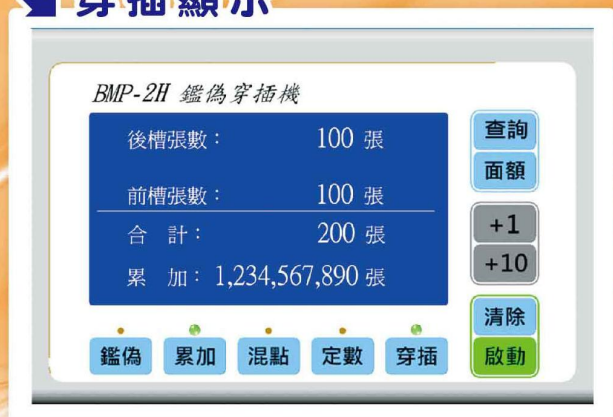 穿插顯示
BMP-2H 鑑偽穿插機
後槽張數： 100 張
前槽張數： 100 張
合 計： 200 張
累 加：1,234,567,890 張
查詢
面額
+1
+10
清除
啟動
鑑偽 累加 混點 定數 穿插